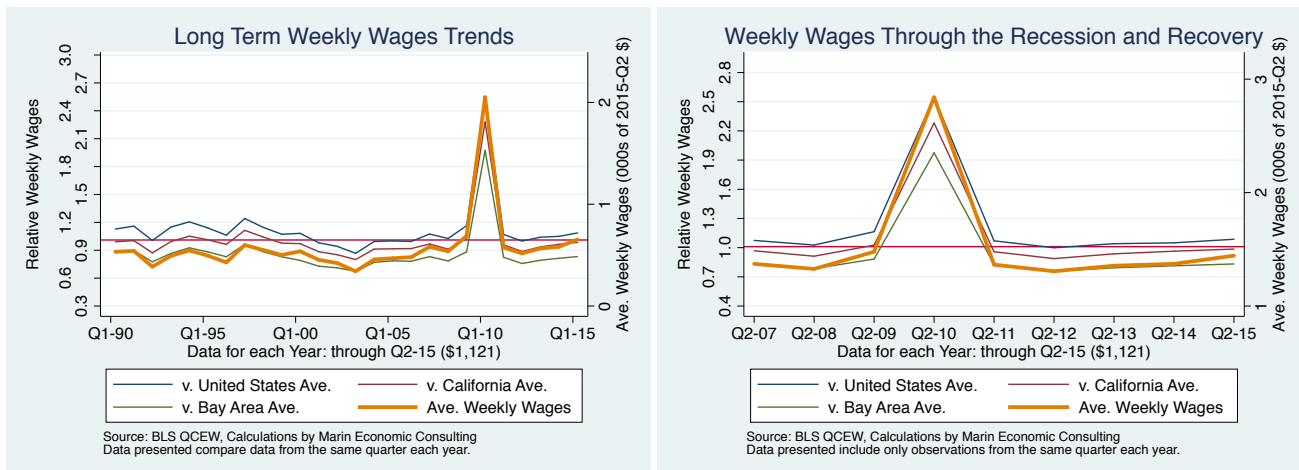 Long Term Weekly Wages Trends
Relative Weekly Wages
3.0
2.7
2.4
2.1
1.8
1.5
1.2
0.9
0.6
0.3
2
1
0
Ave. Weekly Wages (000s of 2015-Q2 $)
Q1-90 Q1-95 Q1-00 Q1-05 Q1-10 Q1-15
Data for each Year: through Q2-15 ($1,121)
v. United States Ave. v. California Ave.
v. Bay Area Ave. Ave. Weekly Wages
Source: BLS QCEW, Calculations by Marin Economic Consulting
Data presented compare data from the same quarter each year.
Weekly Wages Through the Recession and Recovery
Relative Weekly Wages
2.8
2.5
2.2
1.9
1.6
1.3
1.0
0.7
0.4
3
2
1
Ave. Weekly Wages (000s of 2015-Q2 $)
Q2-07 Q2-08 Q2-09 Q2-10 Q2-11 Q2-12 Q2-13 Q2-14 Q2-15
Data for each Year: through Q2-15 ($1,121)
v. United States Ave. v. California Ave.
v. Bay Area Ave. Ave. Weekly Wages
Source: BLS QCEW, Calculations by Marin Economic Consulting
Data presented include only observations from the same quarter each year.